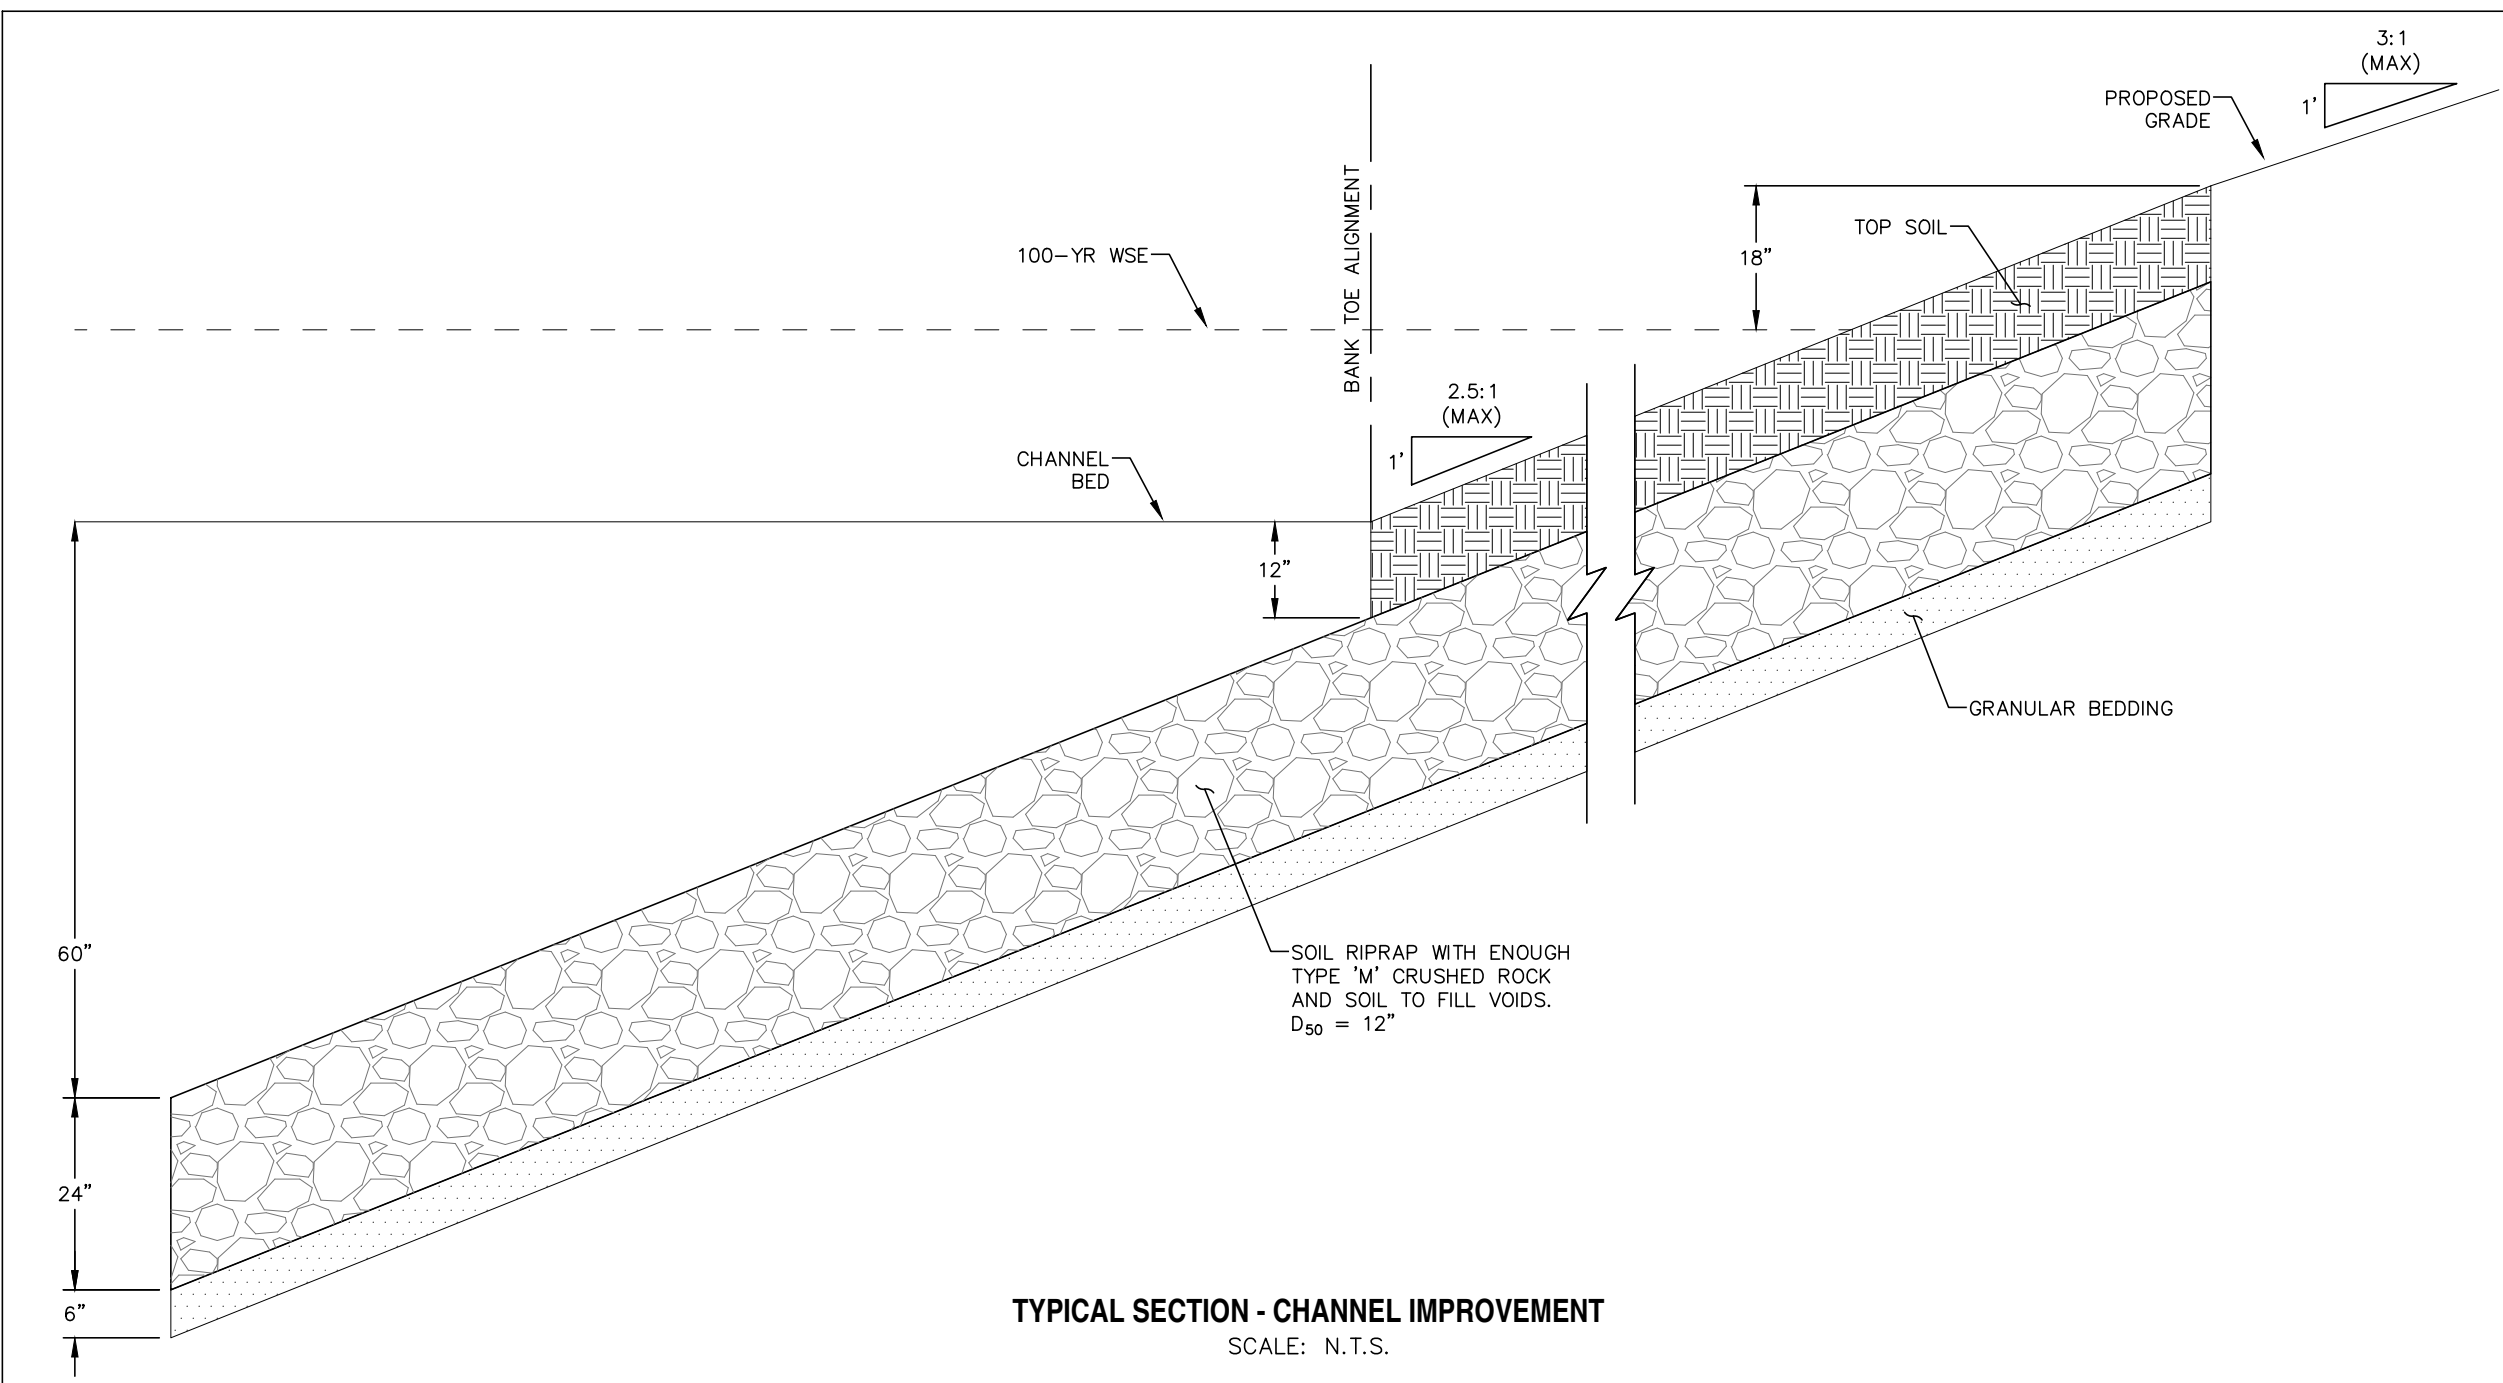 3:1
(MAX)
1'
PROPOSED
GRADE
BANK TOE ALIGNMENT
TOP SOIL
18"
100-YR WSE
2.5:1
(MAX)
1'
CHANNEL
BED
12"
GRANULAR BEDDING
60"
SOIL RIPRAP WITH ENOUGH
TYPE 'M' CRUSHED ROCK
AND SOIL TO FILL VOIDS.
D50 = 12"
24"
6"
TYPICAL SECTION - CHANNEL IMPROVEMENT
SCALE: N.T.S.